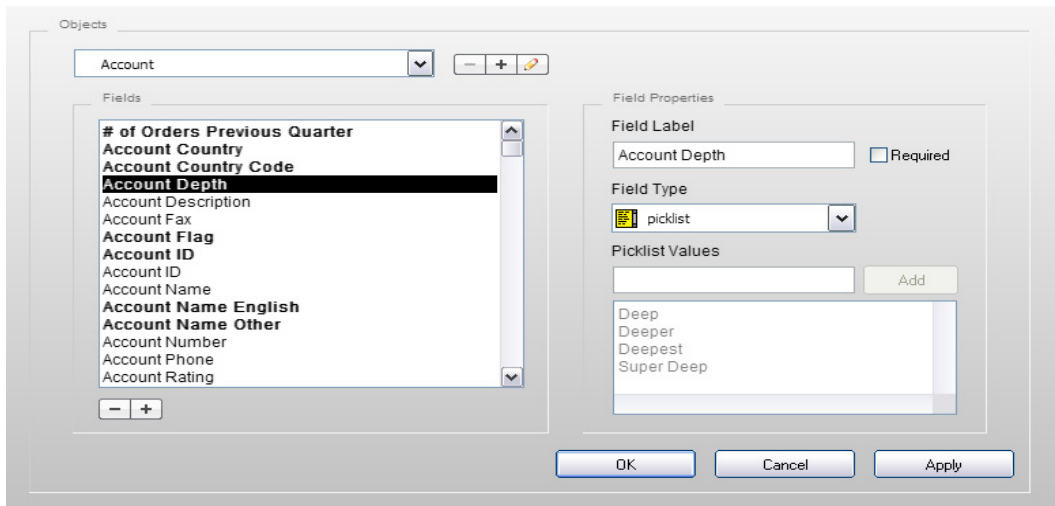 Objects
Account
Fields
# of Orders Previous Quarter
Account Country
Account Country Code
Account Depth
Account Description
Account Fax
Account Flag
Account ID
Account ID
Account Name
Account Name English
Account Name Other
Account Number
Account Phone
Account Rating
Field Properties
Field Label
Account Depth Required
Field Type
picklist
Picklist Values
Add
Deep
Deeper
Deepest
Super Deep
OK Cancel Apply